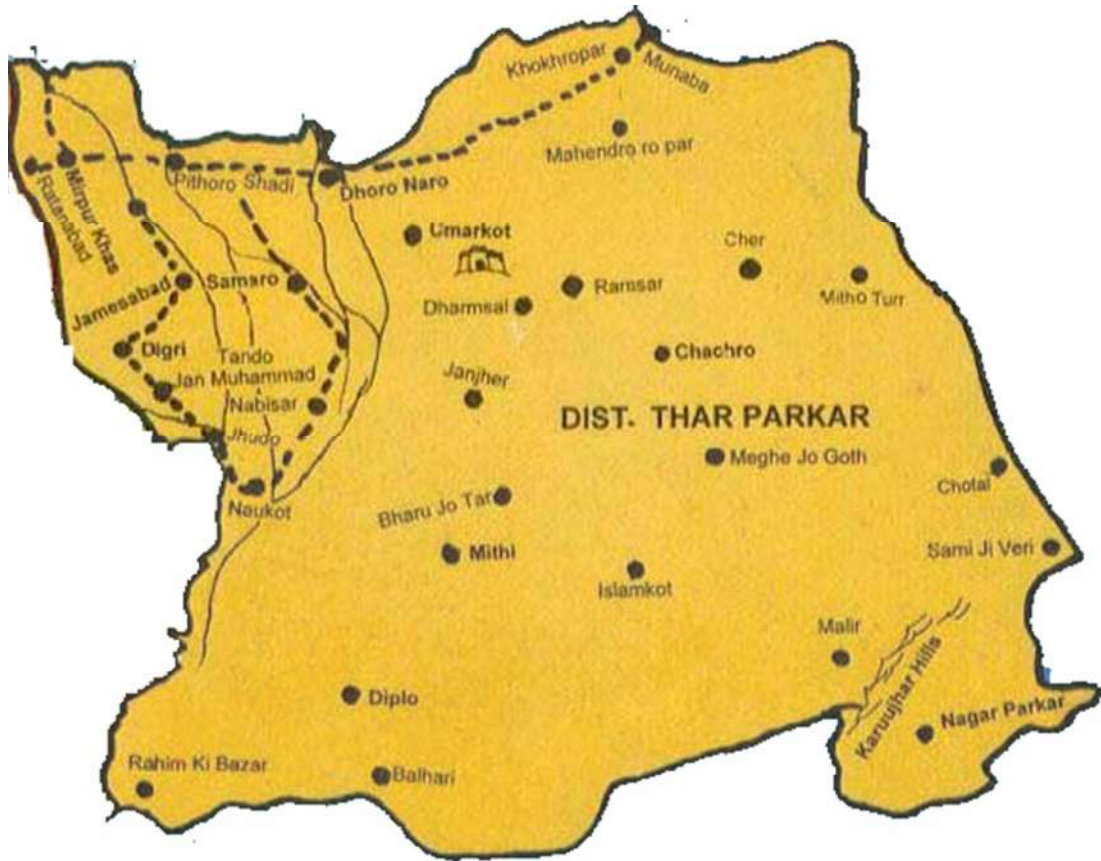 Khokhropar
Munaba
Mahendro ro par
Pithoro Shadi
Dhoro Naro
Ratanabad
Mirpur Khas
Umarkot
Cher
Jamesabad
Samaro
Ramsar
Mitho Turr
Dharmsal
Digri
Tando
Jan Muhammad
Chachro
Janjher
Nabisar
DIST. THAR PARKAR
Jhudo
Meghe Jo Goth
Naukot
Bharu Jo Tar
Chotal
Mithi
Sami Ji Veri
Islamkot
Malir
Karuujhar Hills
Diplo
Nagar Parkar
Rahim Ki Bazar
Balhari